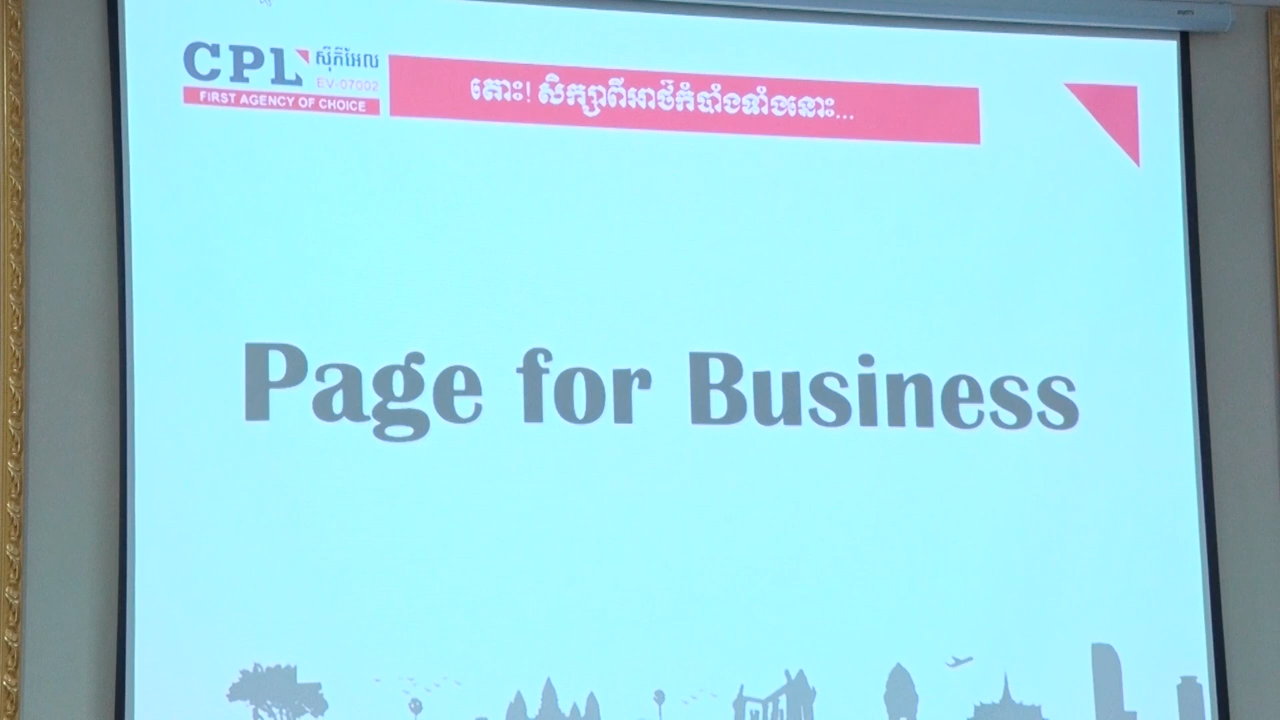 CPL ស៊ីភីអែល
EV-07002
FIRST AGENCY OF CHOICE
តោះ! សិក្សាពីអាថ៌កំបាំងទាំងនោះ...
Page for Business